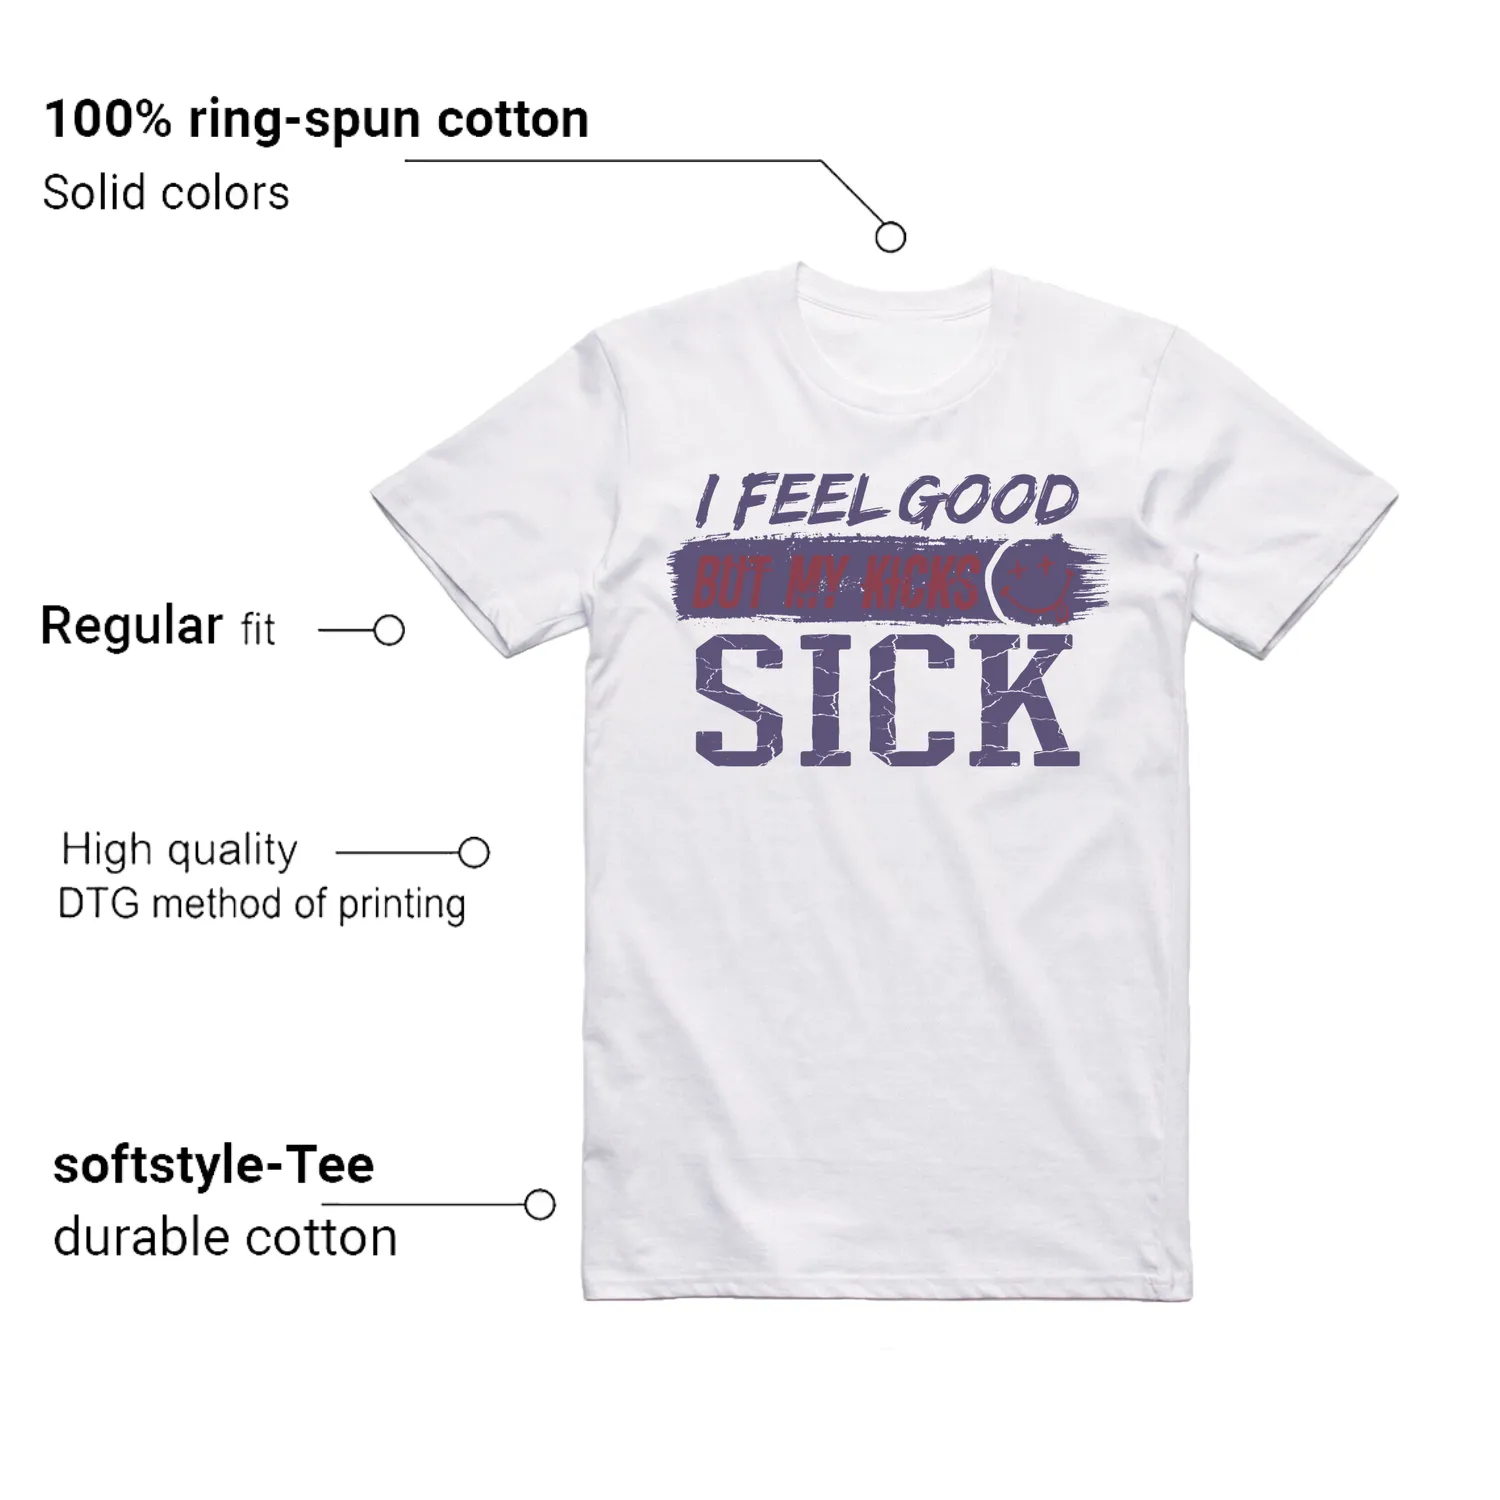 100% ring-spun cotton
Solid colors
I FEEL GOOD
BUT MY KICKS
SICK
Regular fit
High quality
DTG method of printing
softstyle-Tee
durable cotton